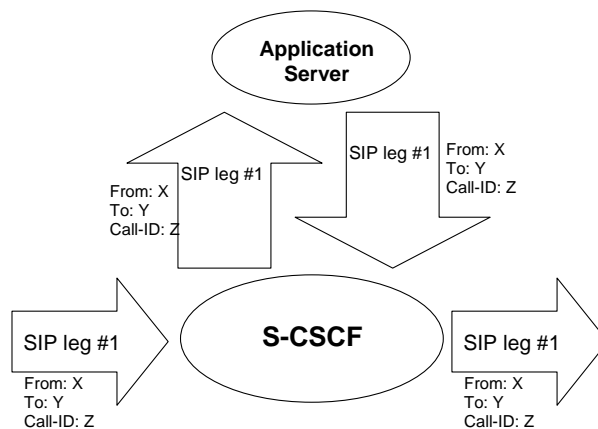 Application
Server
SIP leg #1
From: X
To: Y
Call-ID: Z
SIP leg #1
From: X
To: Y
Call-ID: Z
S-CSCF
SIP leg #1
From: X
To: Y
Call-ID: Z
SIP leg #1
From: X
To: Y
Call-ID: Z